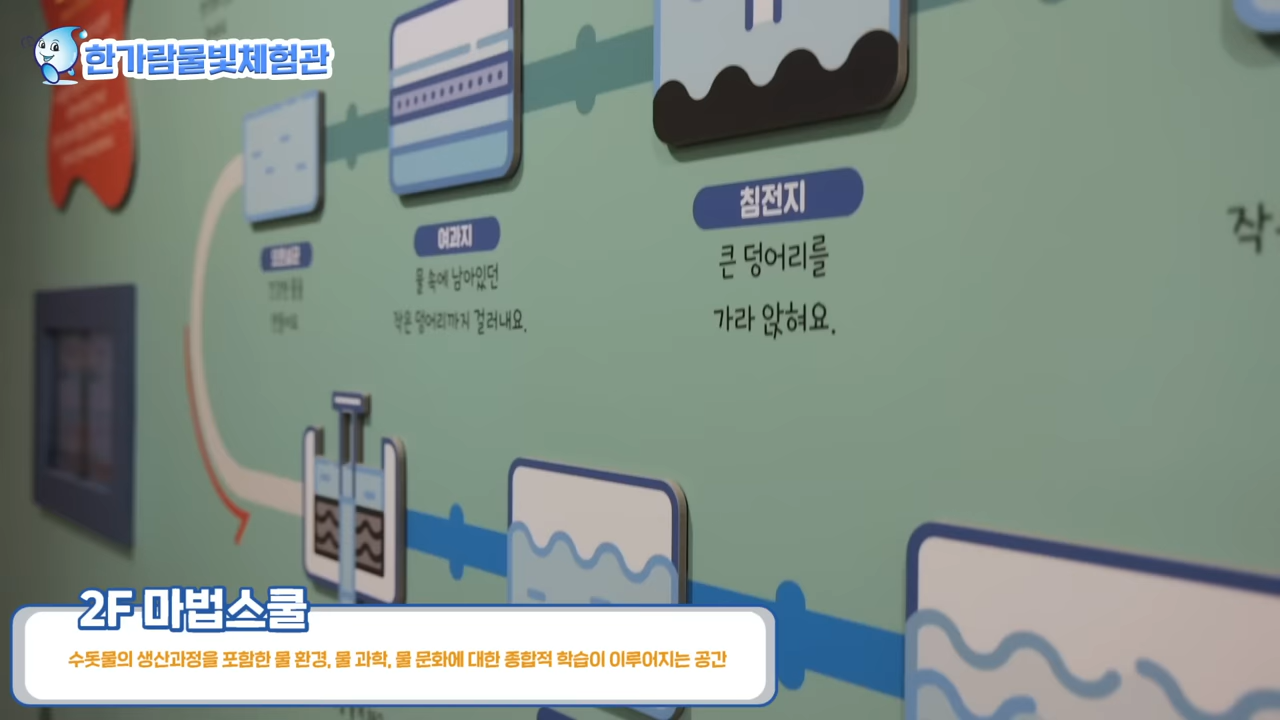 한가람물빛체험관
침전지
큰 덩어리를
가라 앉혀요.
여과지
물 속에 남아있던
작은 덩어리까지 걸러내요.
작은
2F 마법스쿨
수돗물의 생산과정을 포함한 물 환경, 물 과학, 물 문화에 대한 종합적 학습이 이루어지는 공간